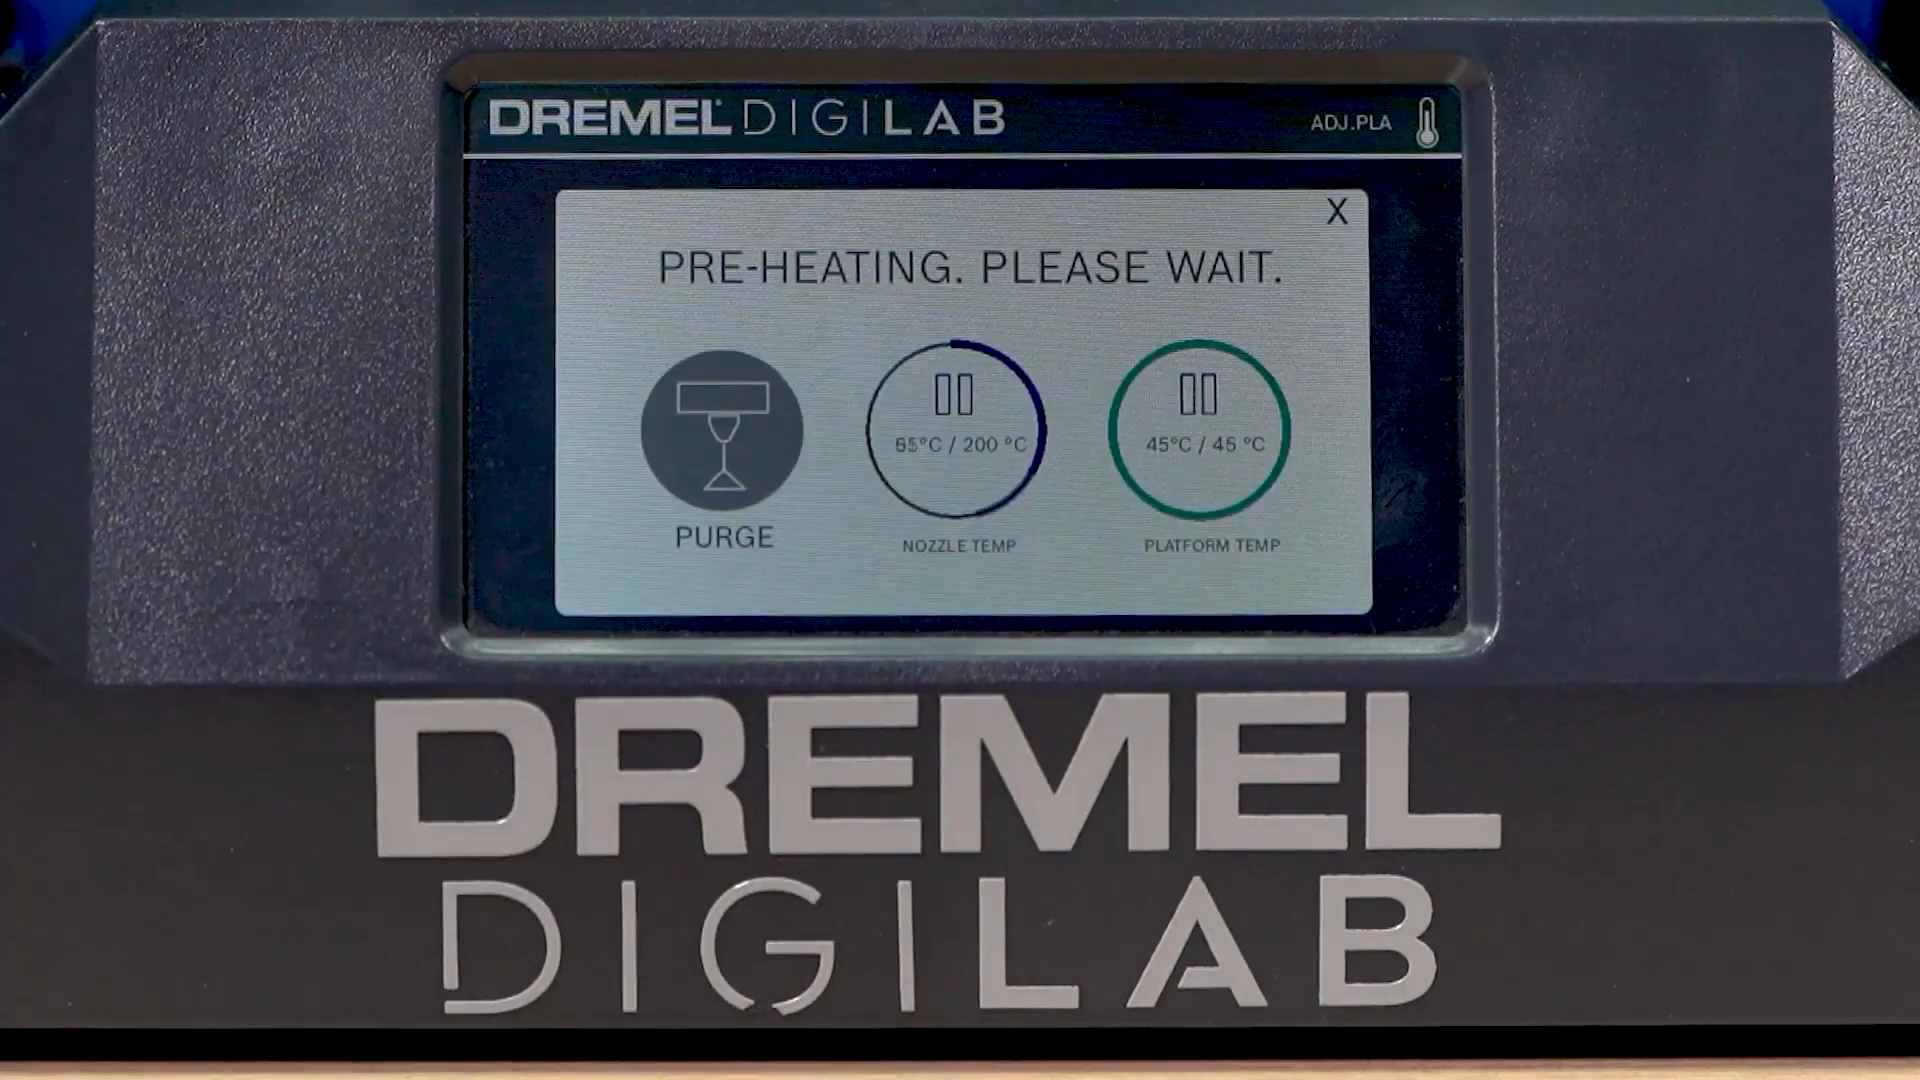 DREMEL DIGILAB
ADJ.PLA
X
PRE-HEATING. PLEASE WAIT.
65°C / 200 °C
45°C / 45 °C
PURGE
NOZZLE TEMP
PLATFORM TEMP
DREMEL
DIGILAB